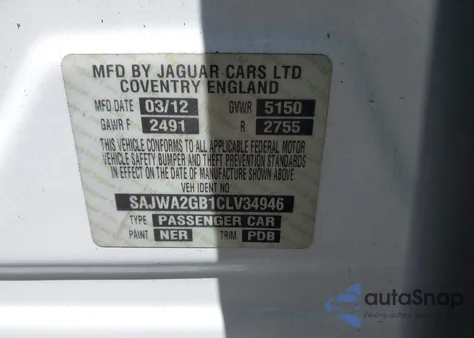 MFD BY JAGUAR CARS LTD
COVENTRY ENGLAND
MFD DATE 03/12 GVWR 5150
GAWR F 2491 R 2755
THIS VEHICLE CONFORMS TO ALL APPLICABLE FEDERAL MOTOR
VEHICLE SAFETY, BUMPER AND THEFT PREVENTION STANDARDS
IN EFFECT ON THE DATE OF MANUFACTURE SHOWN ABOVE
VEH IDENT NO
SAJWA2GB1CLV34946
TYPE PASSENGER CAR
PAINT NER TRIM PDB
autoSnap